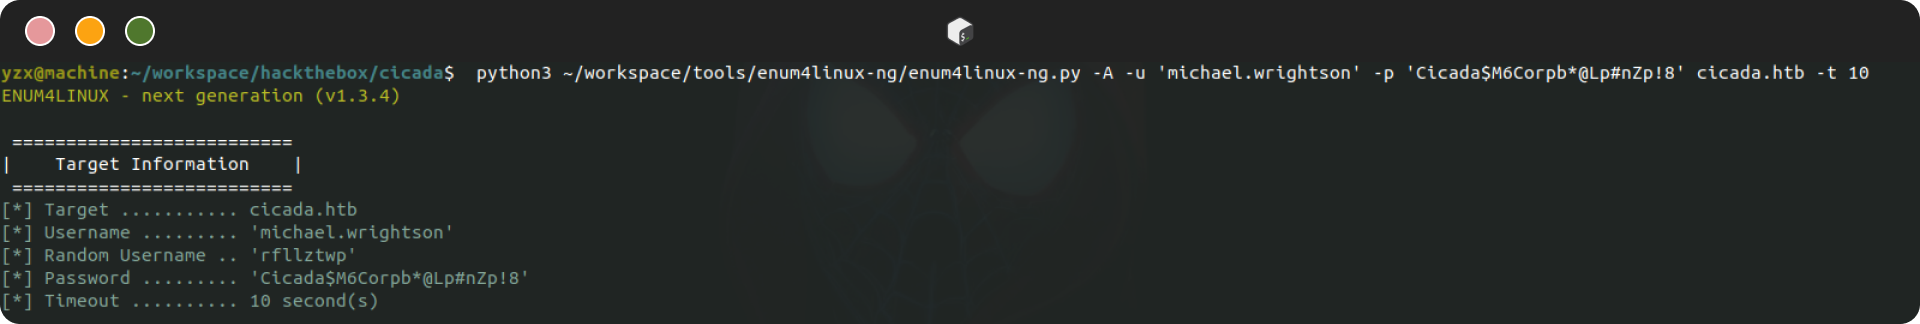 yzx@machine:~/workspace/hackthebox/cicada$  python3 ~/workspace/tools/enum4linux-ng/enum4linux-ng.py -A -u 'michael.wrightson' -p 'Cicada$M6Corpb*@Lp#nZp!8' cicada.htb -t 10
ENUM4LINUX - next generation (v1.3.4)
 ==========================
|    Target Information    |
 ==========================
[*] Target ........... cicada.htb
[*] Username ......... 'michael.wrightson'
[*] Random Username .. 'rfllztwp'
[*] Password ......... 'Cicada$M6Corpb*@Lp#nZp!8'
[*] Timeout .......... 10 second(s)